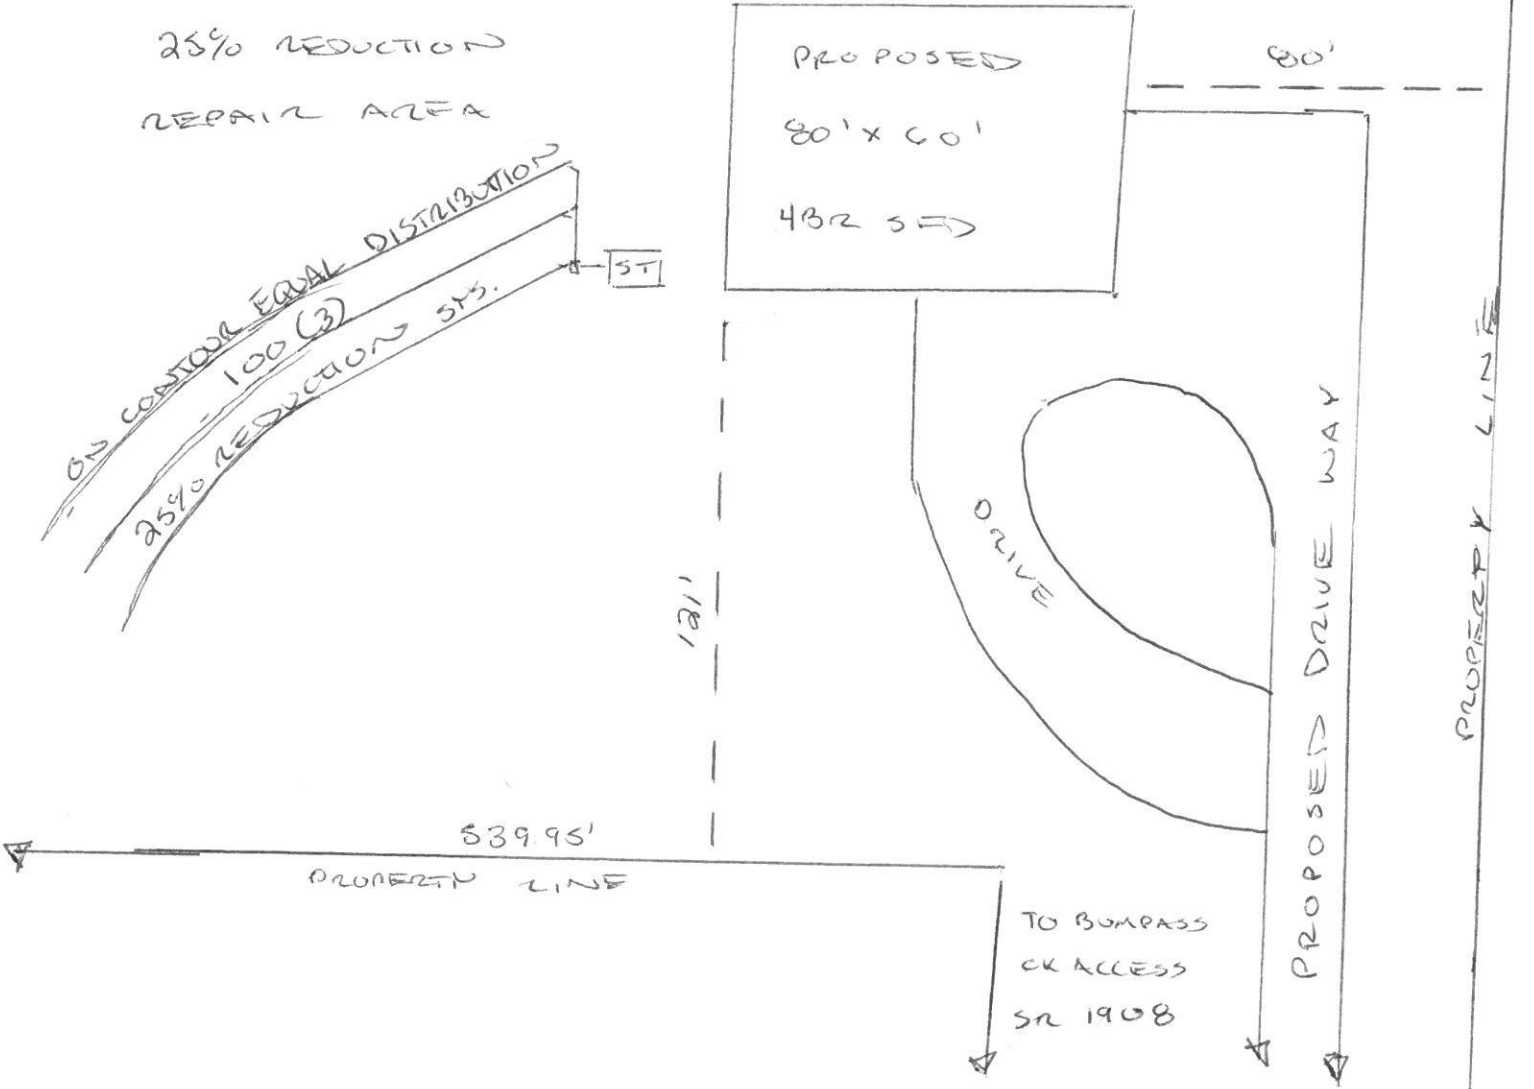 25% REDUCTION
REPAIR AREA
PROPOSED
80' x 60'
4BR SFD
80'
ON CONTOUR EQUAL DISTRIBUTION
100 (3)
25% REDUCTION SYS.
ST
121'
DRIVE
PROPOSED DRIVE WAY
PROPERTY LINE
539.95'
PROPERTY LINE
TO BUMPASS
CK ACCESS
SR 1908